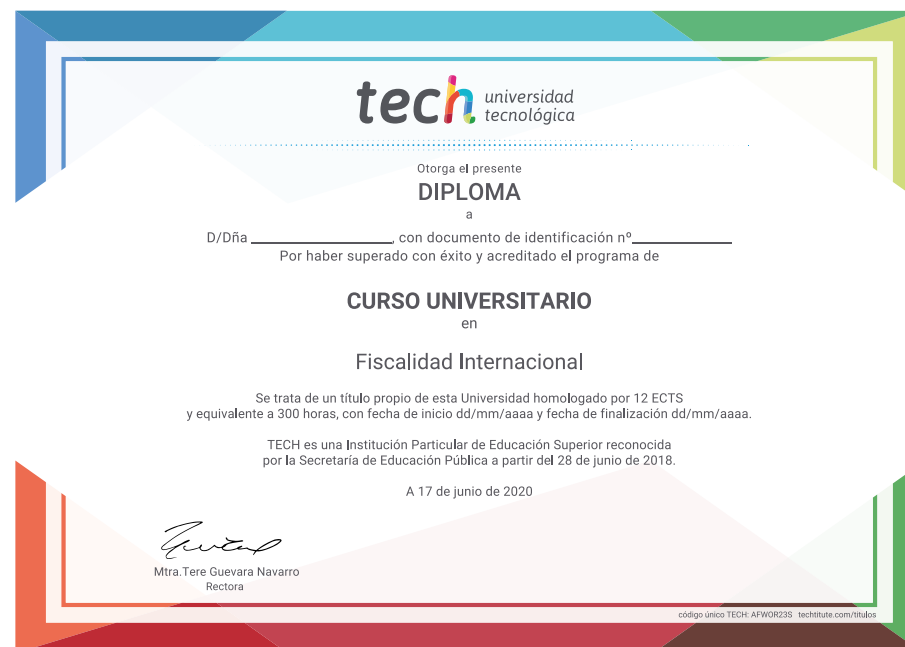 tech universidad
tecnológica
Otorga el presente
DIPLOMA
a
D/Dña ______________, con documento de identificación nº__________
Por haber superado con éxito y acreditado el programa de
CURSO UNIVERSITARIO
en
Fiscalidad Internacional
Se trata de un título propio de esta Universidad homologado por 12 ECTS
y equivalente a 300 horas, con fecha de inicio dd/mm/aaaa y fecha de finalización dd/mm/aaaa.
TECH es una Institución Particular de Educación Superior reconocida
por la Secretaría de Educación Pública a partir del 28 de junio de 2018.
A 17 de junio de 2020
Mtra.Tere Guevara Navarro
Rectora
código único TECH: AFWOR23S techtitute.com/titulos